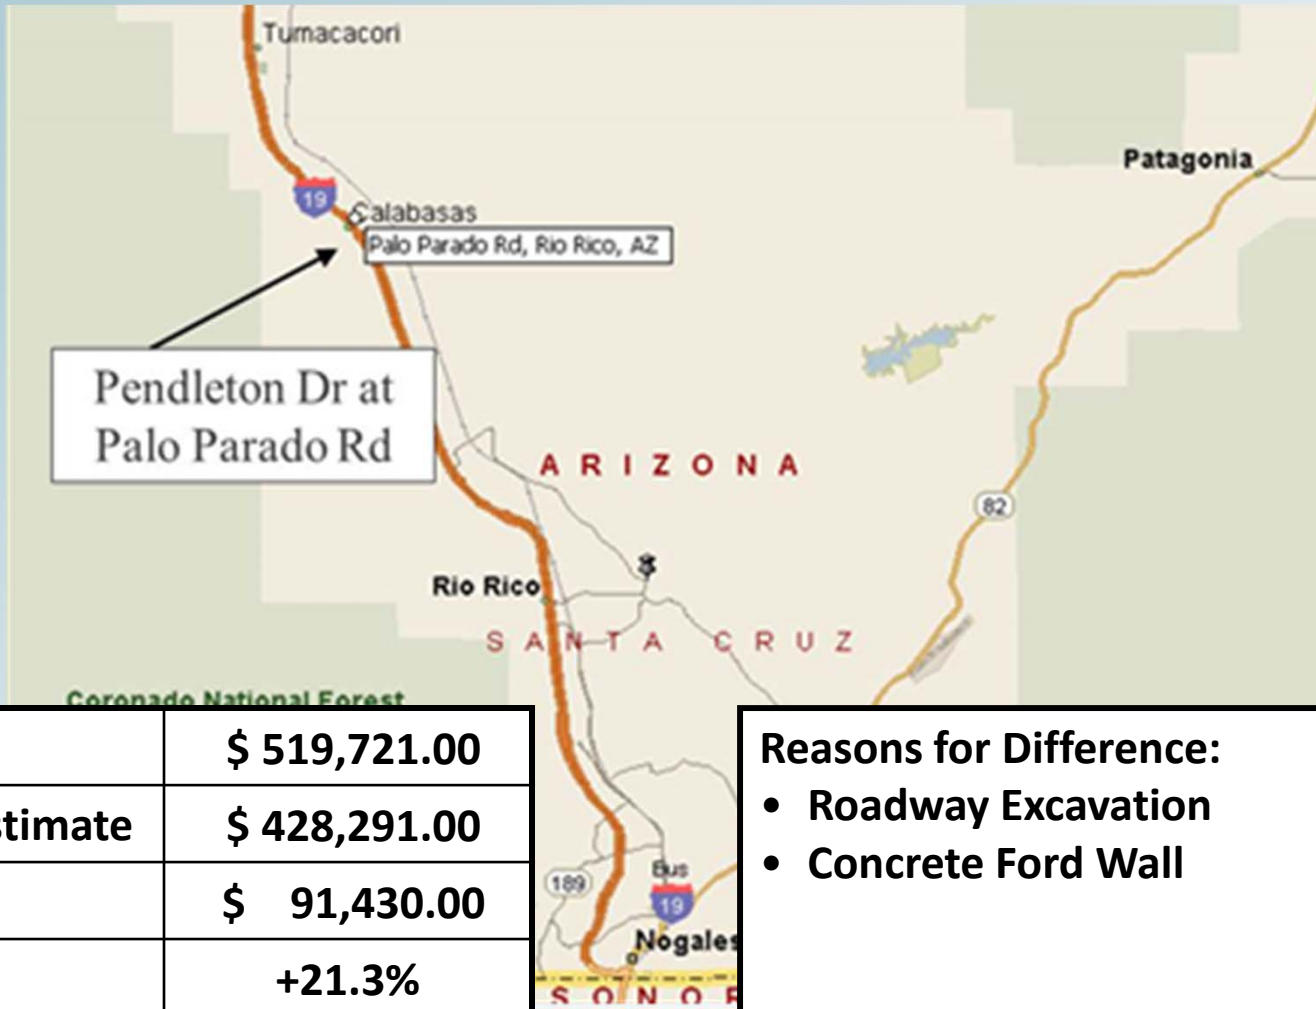 Tumacacori
Patagonia
19
Calabasas
Palo Parado Rd, Rio Rico, AZ
Pendleton Dr at
Palo Parado Rd
ARIZONA
82
Rio Rico
SANTA CRUZ
Coronado National Forest
$ 519,721.00
stimate $ 428,291.00
$ 91,430.00
+21.3%
Reasons for Difference:
• Roadway Excavation
• Concrete Ford Wall
189
Bus
19
Nogales
SONOR